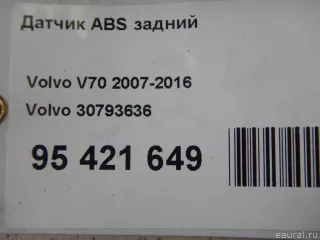 Датчик ABS задний
Volvo V70 2007-2016
Volvo 30793636
95 421 649
eaural.ru